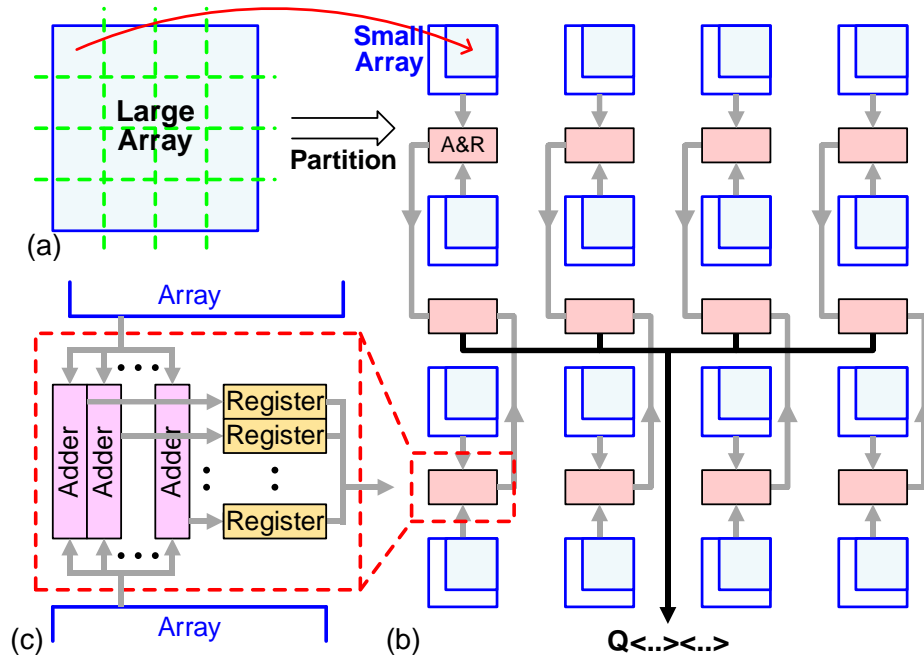 Small
Array
Large
Array
Partition
A&R
(a)
Array
Adder
Adder
Adder
Register
Register
Register
Array
(c)
(b)
Q<..><..>